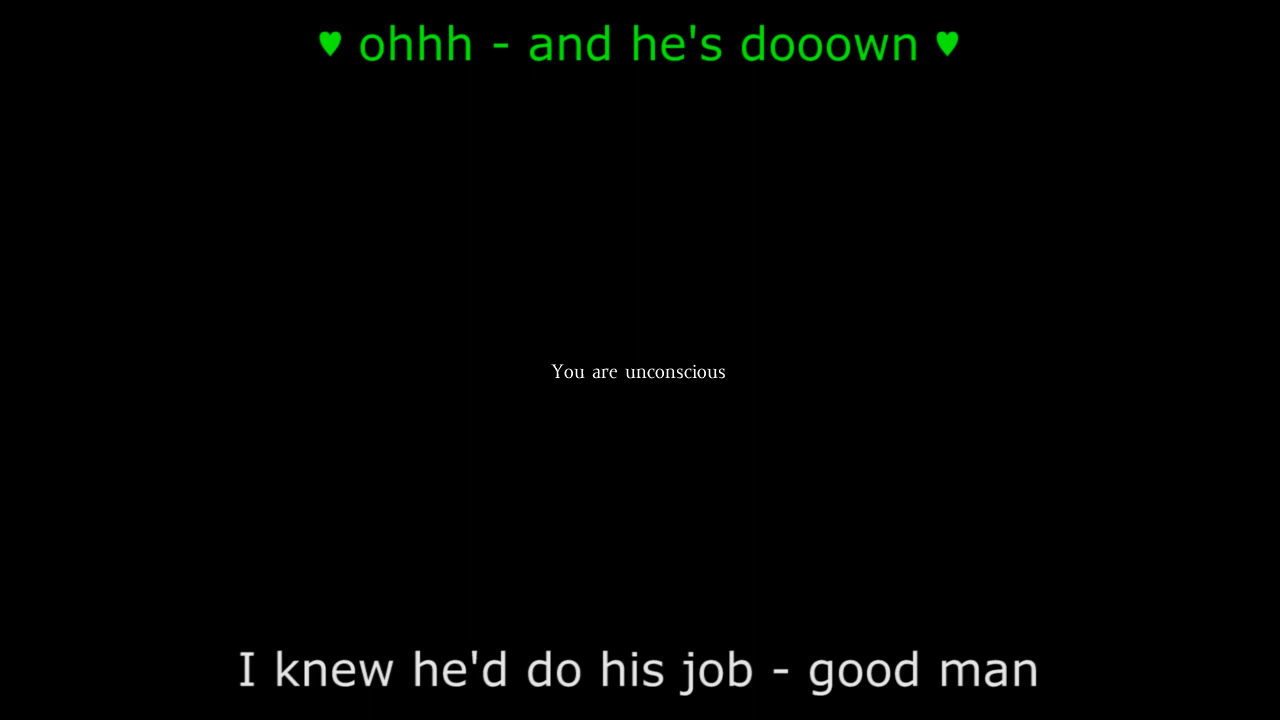 ♥ ohhh - and he's dooown ♥
You are unconscious
I knew he'd do his job - good man